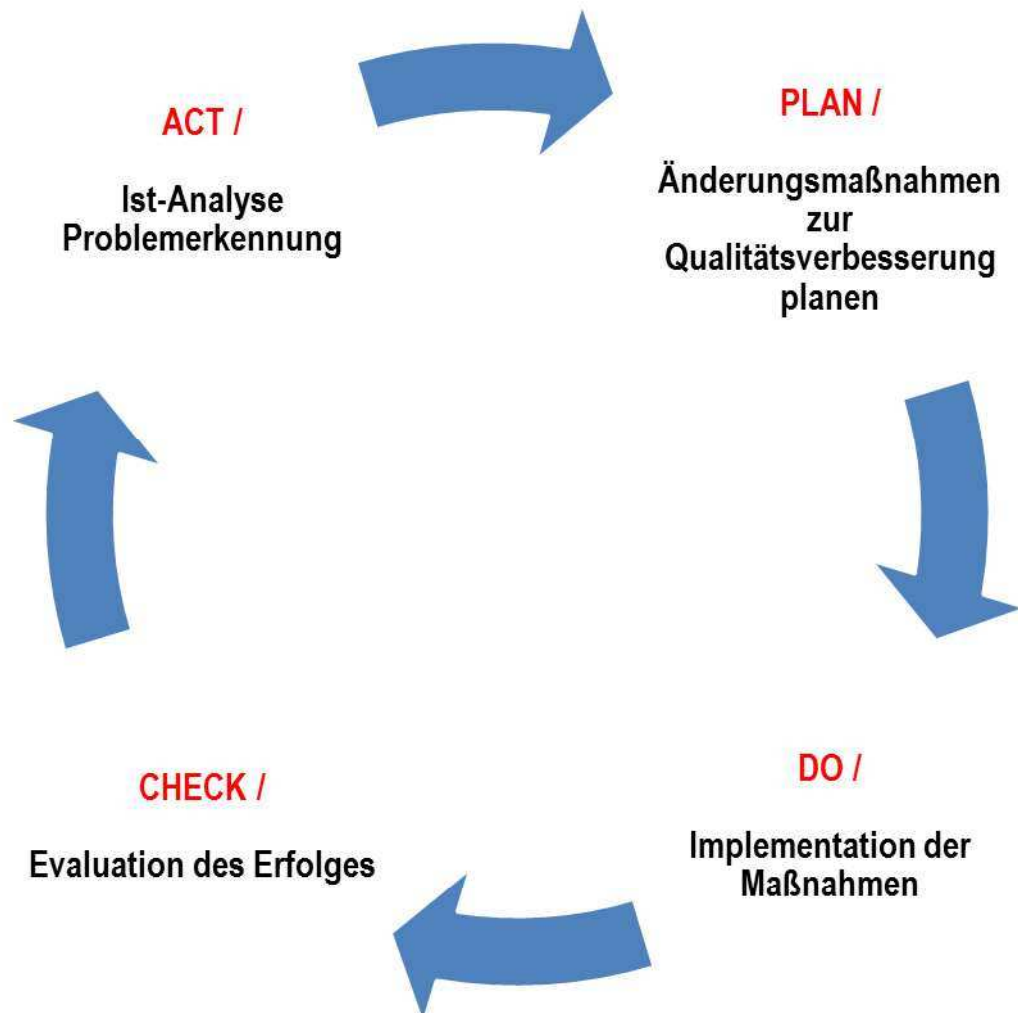 ACT /
Ist-Analyse
Problemerkennung
PLAN /
Änderungsmaßnahmen
zur
Qualitätsverbesserung
planen
DO /
Implementation der
Maßnahmen
CHECK /
Evaluation des Erfolges